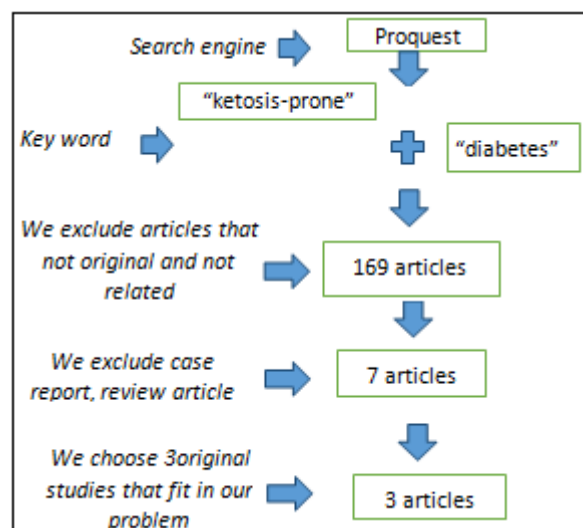 Search engine
Proquest
"ketosis-prone"
Key word
"diabetes"
We exclude articles that
not original and not
related
169 articles
We exclude case
report, review article
7 articles
We choose 3original
studies that fit in our
problem
3 articles